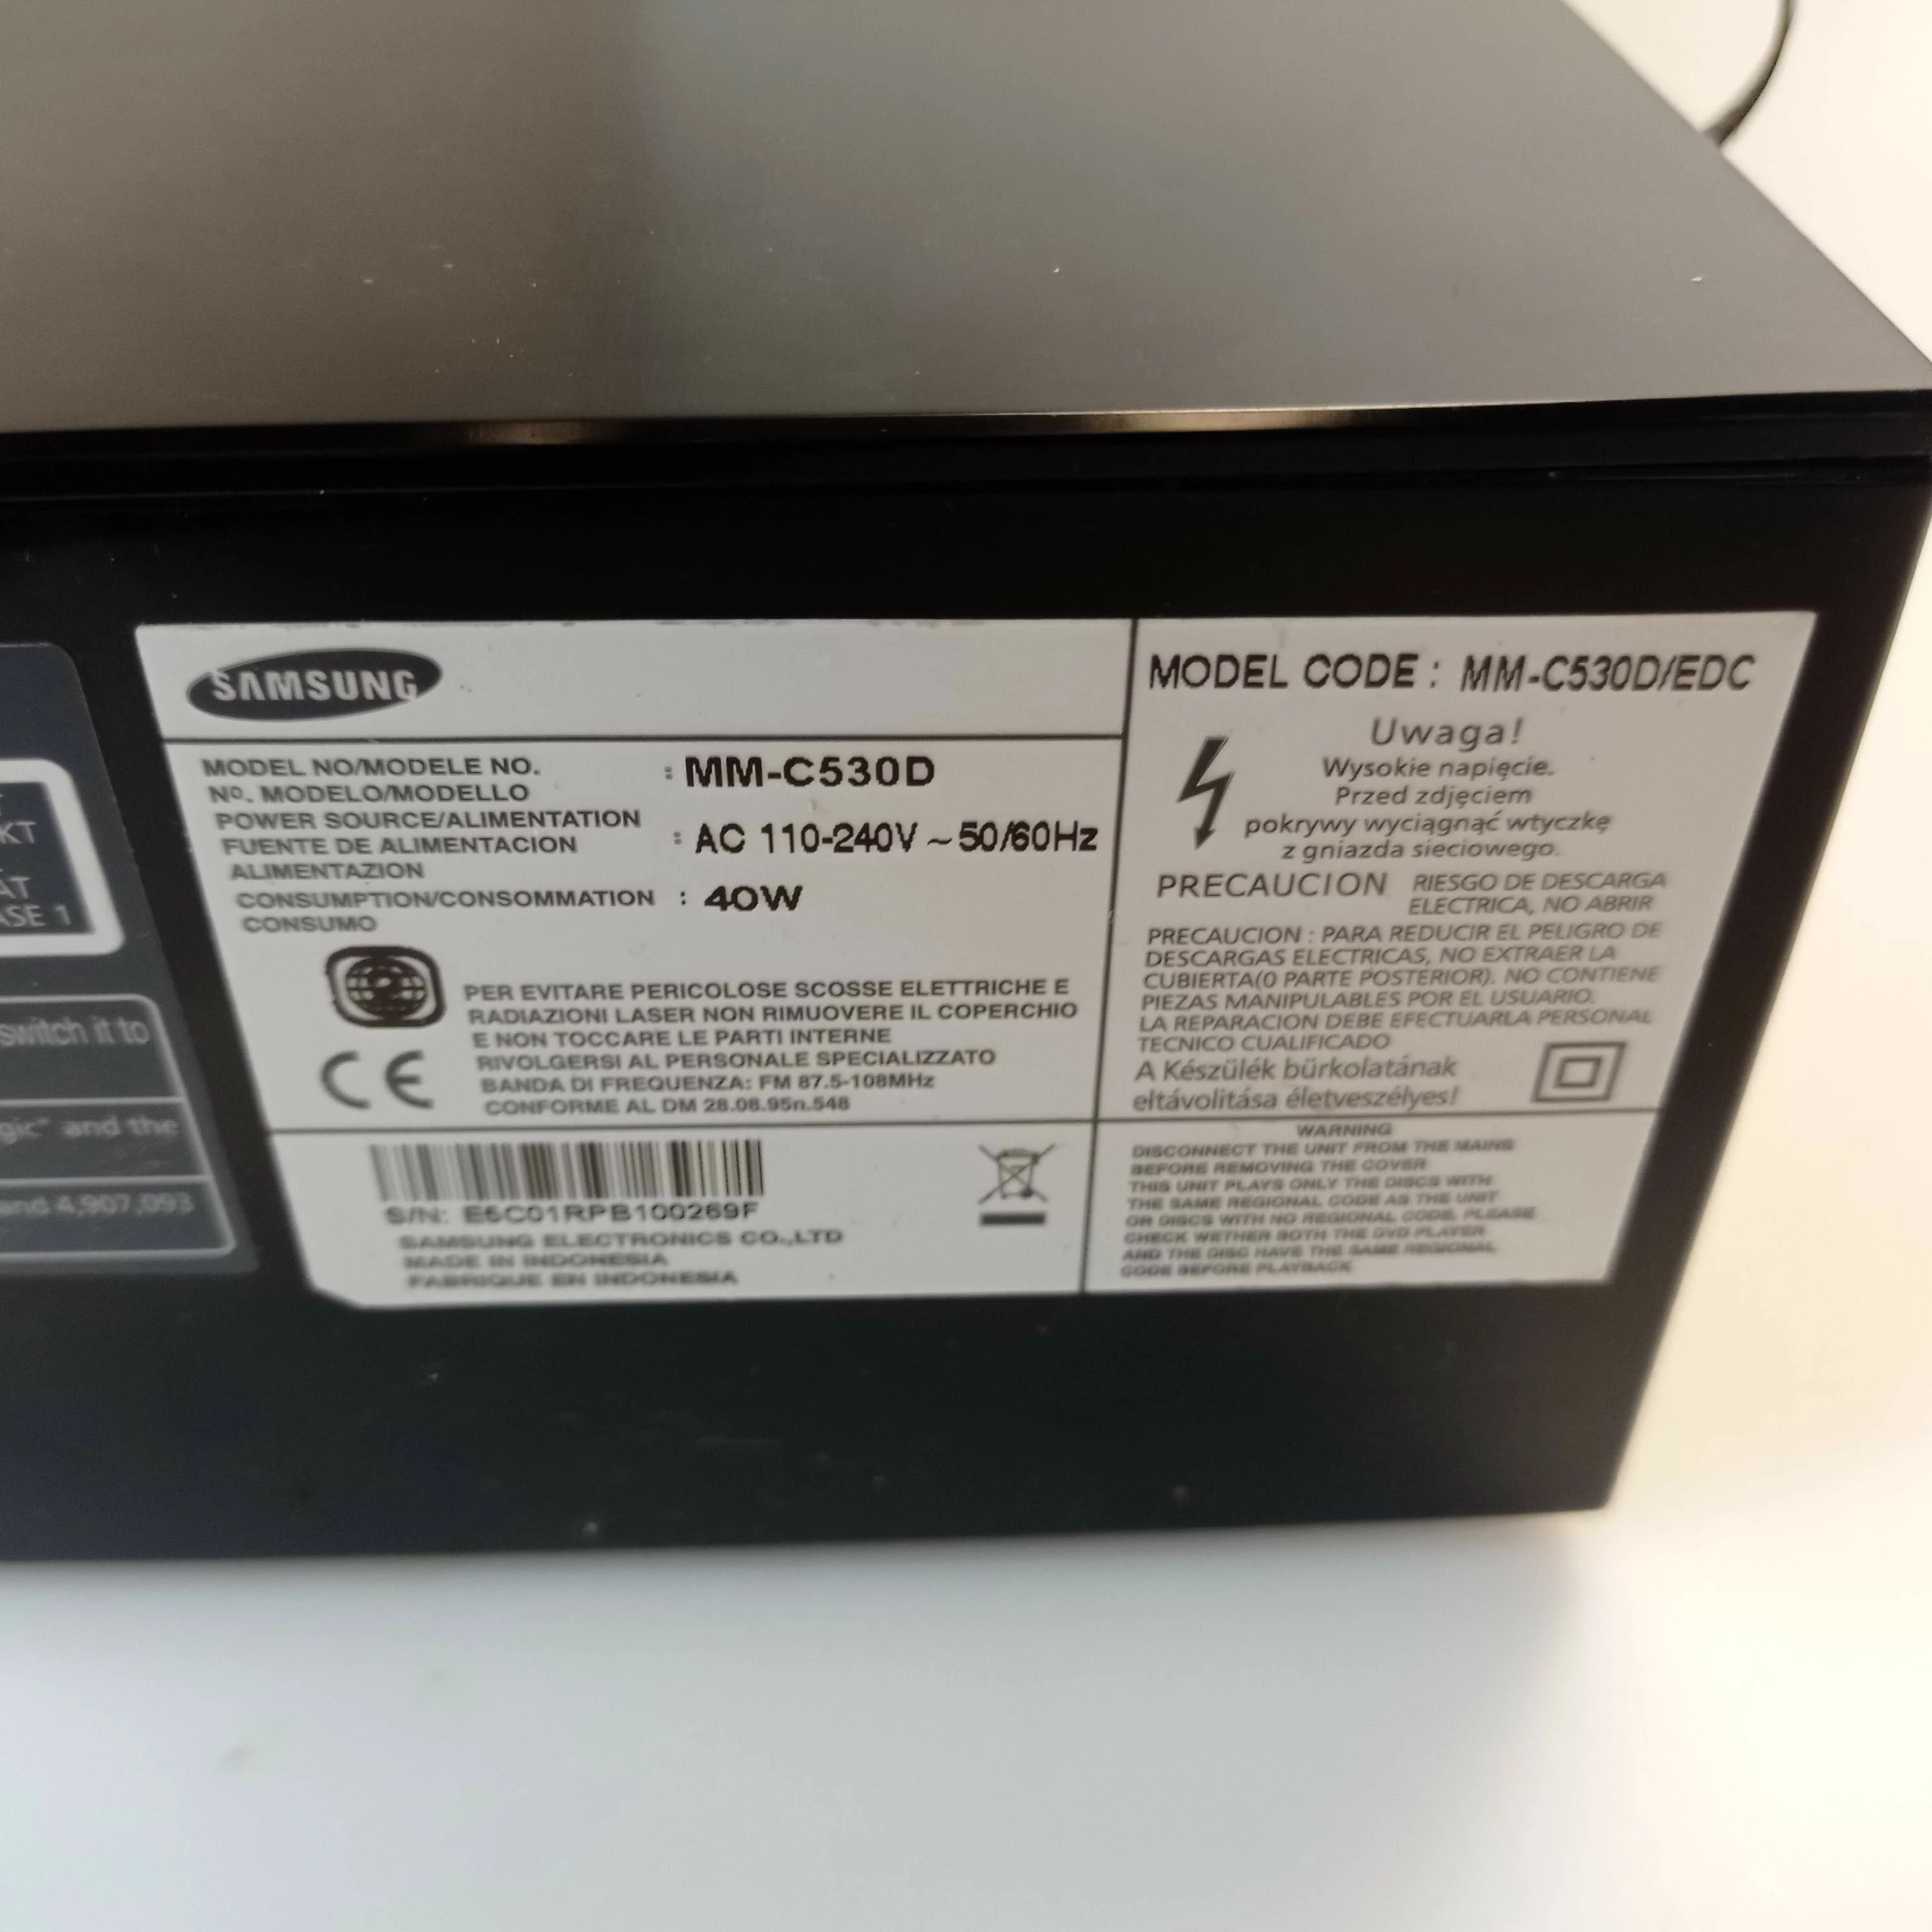 KT
ÄT
ASE 1
switch it to
gic" and the
and 4,907,093
SAMSUNG
MODEL NO/MODELE NO.
Nº. MODELO/MODELLO
: MM-C530D
POWER SOURCE/ALIMENTATION
FUENTE DE ALIMENTACION
ALIMENTAZION
: AC 110-240V ~ 50/60Hz
CONSUMPTION/CONSOMMATION : 40W
CONSUMO
2
PER EVITARE PERICOLOSE SCOSSE ELETTRICHE E
RADIAZIONI LASER NON RIMUOVERE IL COPERCHIO
E NON TOCCARE LE PARTI INTERNE
RIVOLGERSI AL PERSONALE SPECIALIZZATO
BANDA DI FREQUENZA: FM 87.5-108MHz
CONFORME AL DM 28.08.95n.548
CE
S/N: E6C01RPB100269F
SAMSUNG ELECTRONICS CO.,LTD
MADE IN INDONESIA
FABRIQUE EN INDONESIA
MODEL CODE : MM-C530D/EDC
Uwaga!
Wysokie napięcie.
Przed zdjęciem
pokrywy wyciągnąć wtyczkę
z gniazda sieciowego.
PRECAUCION RIESGO DE DESCARGA
ELECTRICA, NO ABRIR
PRECAUCION : PARA REDUCIR EL PELIGRO DE
DESCARGAS ELECTRICAS, NO EXTRAER LA
CUBIERTA(0 PARTE POSTERIOR). NO CONTIENE
PIEZAS MANIPULABLES POR EL USUARIO.
LA REPARACION DEBE EFECTUARLA PERSONAL
TECNICO CUALIFICADO
A Készülék bürkolatának
eltávolitása életveszélyes!
WARNING
DISCONNECT THE UNIT FROM THE MAINS
BEFORE REMOVING THE COVER
THIS UNIT PLAYS ONLY THE DISCS WITH
THE SAME REGIONAL CODE AS THE UNIT
OR DISCS WITH NO REGIONAL CODE. PLEASE
CHECK WETHER BOTH THE DVD PLAYER
AND THE DISC HAVE THE SAME REGIONAL
CODE BEFORE PLAYBACK